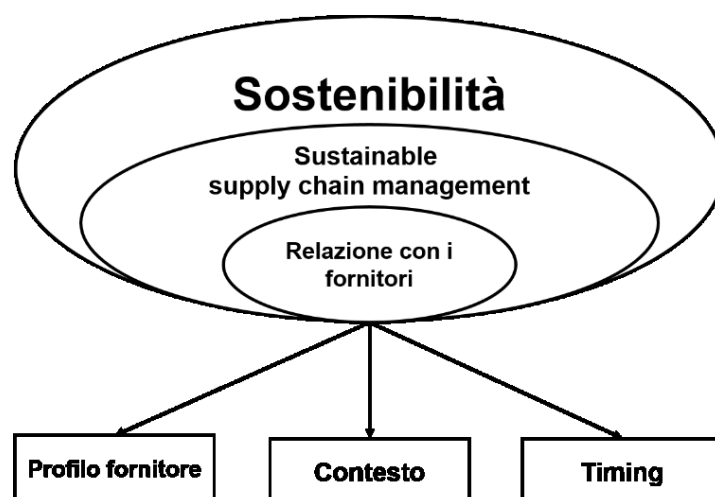 Sostenibilità
Sustainable
supply chain management
Relazione con i
fornitori
Profilo fornitore
Contesto
Timing